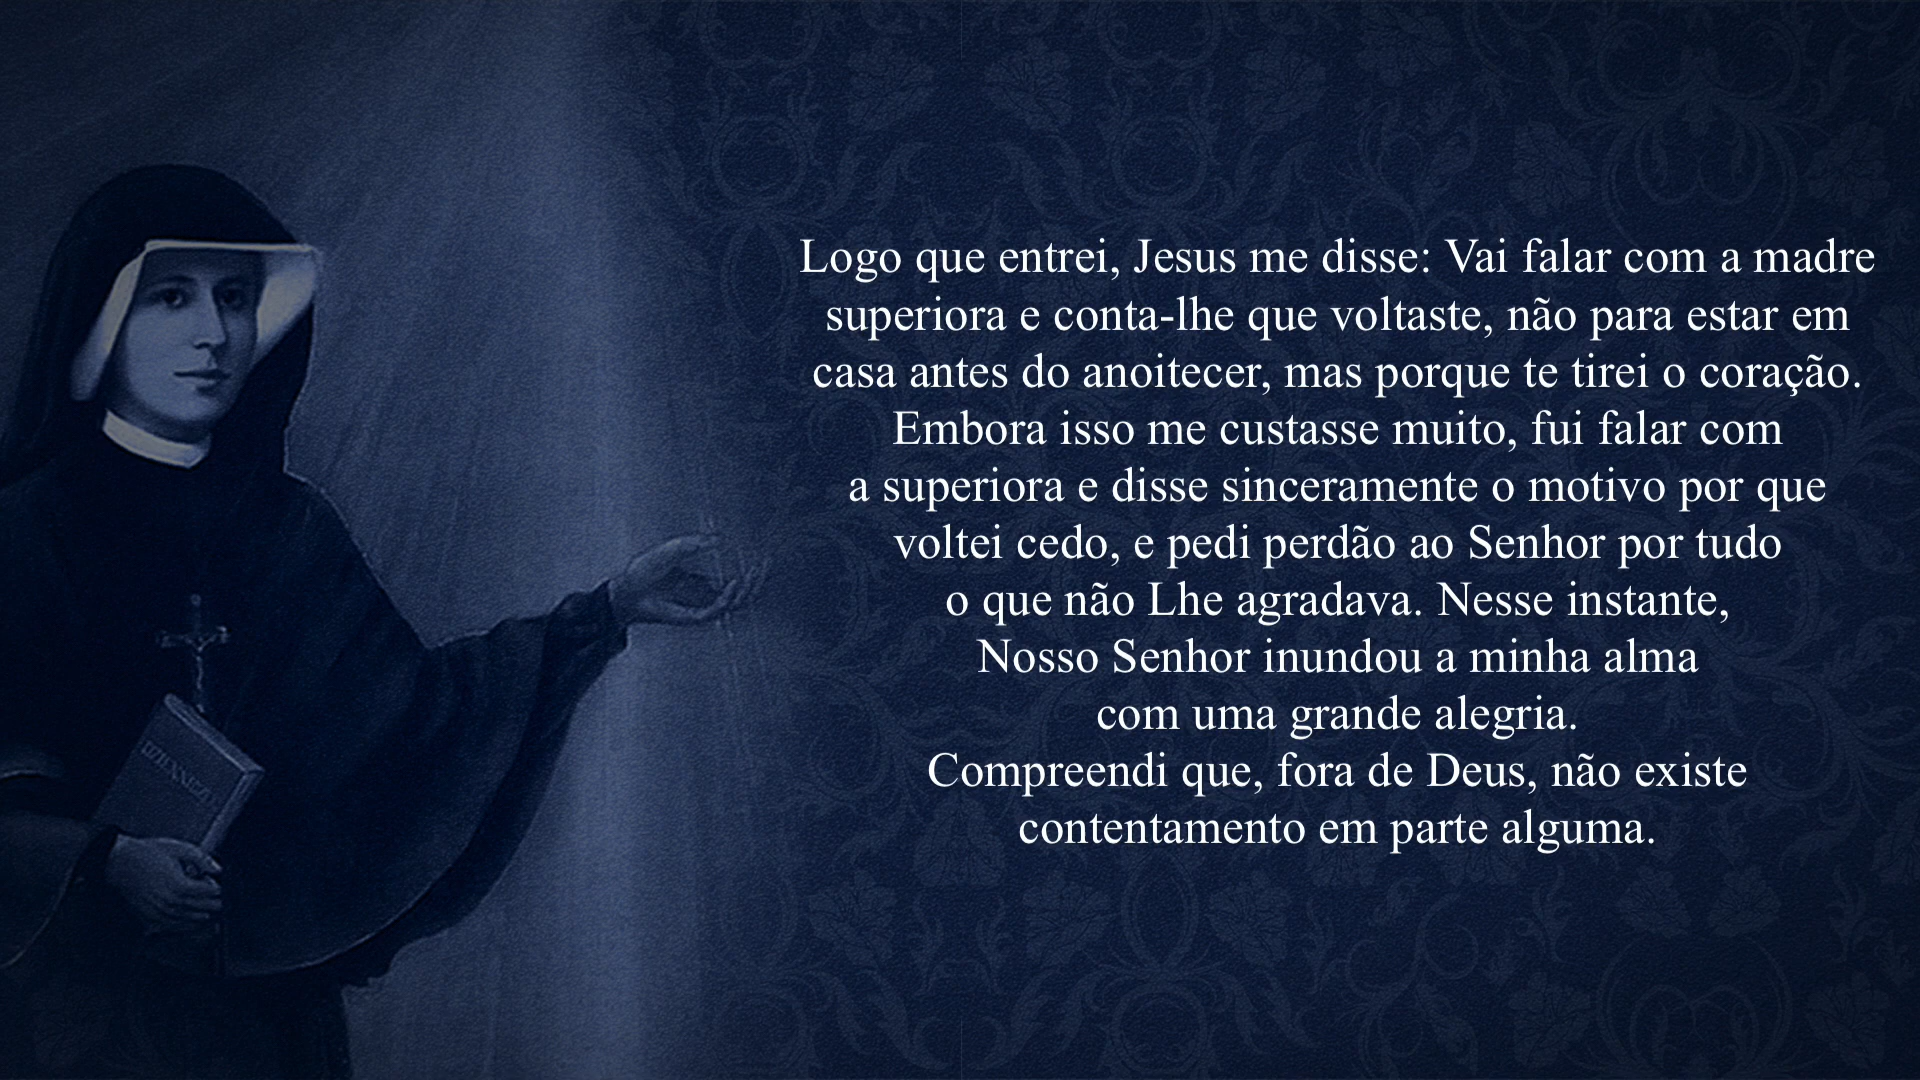 Logo que entrei, Jesus me disse: Vai falar com a madre
superiora e conta-lhe que voltaste, não para estar em
casa antes do anoitecer, mas porque te tirei o coração.
Embora isso me custasse muito, fui falar com
a superiora e disse sinceramente o motivo por que
voltei cedo, e pedi perdão ao Senhor por tudo
o que não Lhe agradava. Nesse instante,
Nosso Senhor inundou a minha alma
com uma grande alegria.
Compreendi que, fora de Deus, não existe
contentamento em parte alguma.
DZIENNICZEK